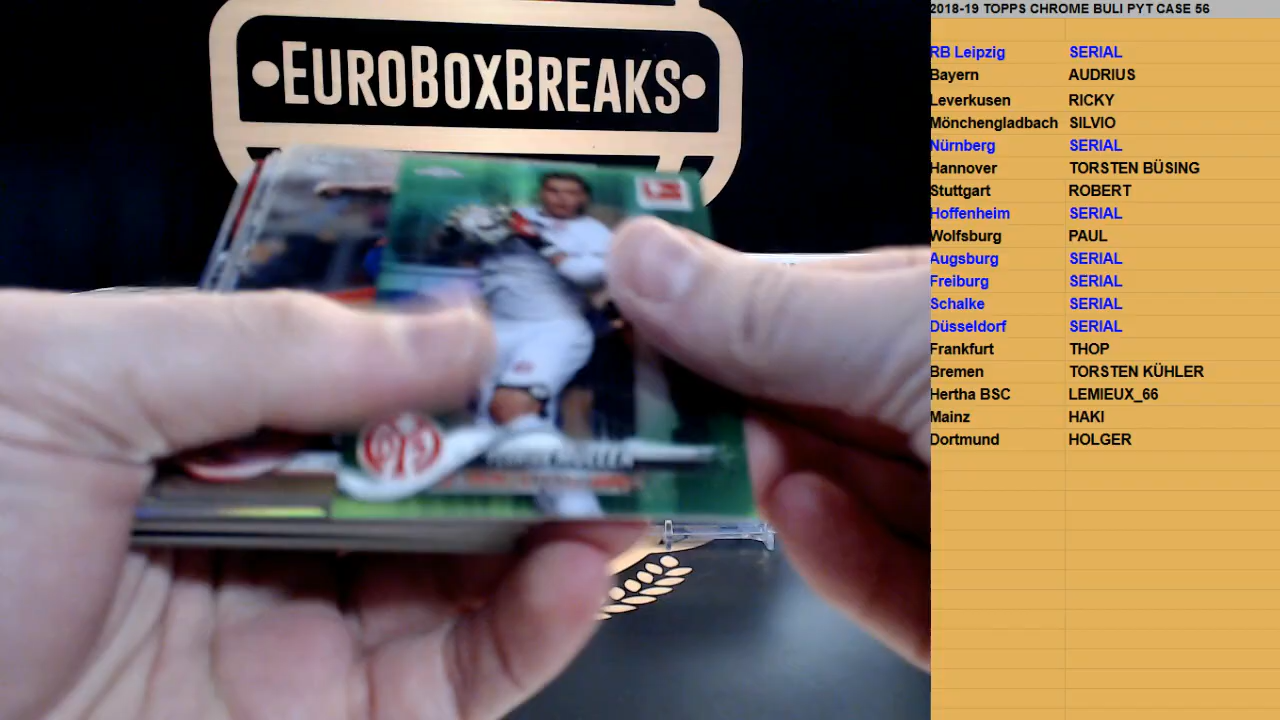 2018-19 TOPPS CHROME BULI PYT CASE 56
RB Leipzig SERIAL
Bayern AUDRIUS
Leverkusen RICKY
Mönchengladbach SILVIO
Nürnberg SERIAL
Hannover TORSTEN BÜSING
Stuttgart ROBERT
Hoffenheim SERIAL
Wolfsburg PAUL
Augsburg SERIAL
Freiburg SERIAL
Schalke SERIAL
Düsseldorf SERIAL
Frankfurt THOP
Bremen TORSTEN KÜHLER
Hertha BSC LEMIEUX_66
Mainz HAKI
Dortmund HOLGER
EUROBOXBREAKS